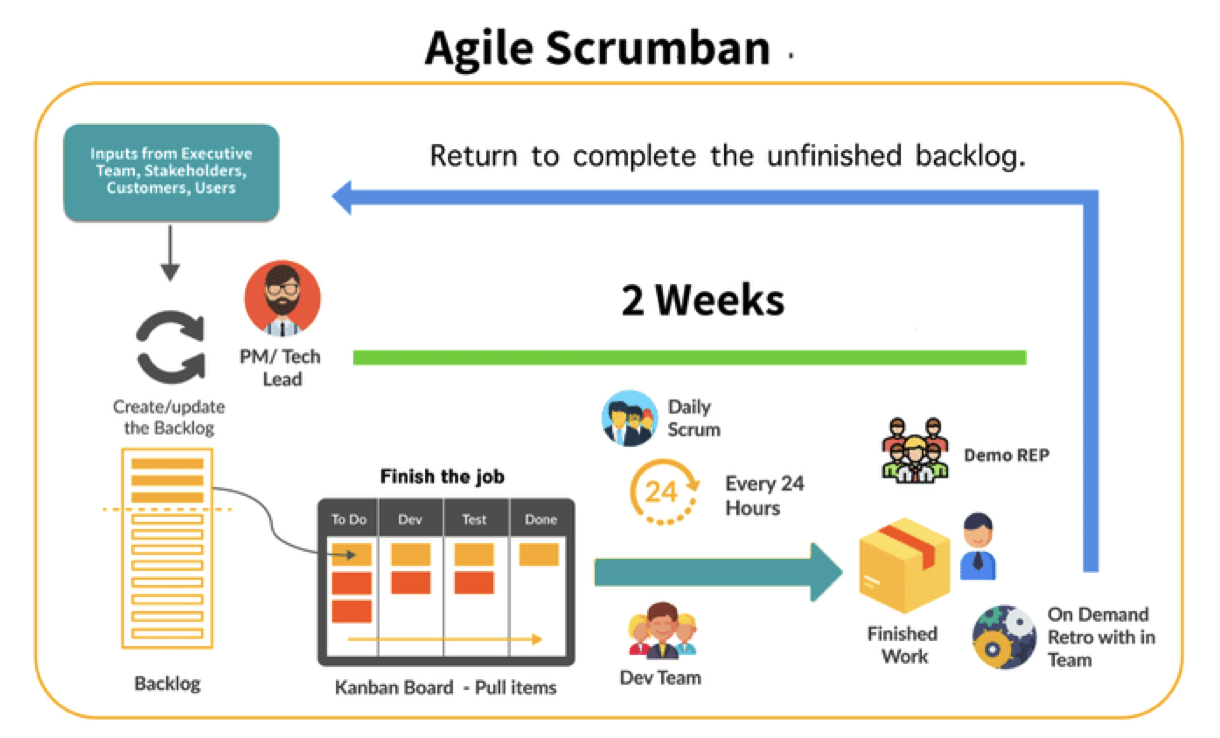 Agile Scrumban .
Inputs from Executive
Team, Stakeholders,
Customers, Users
Return to complete the unfinished backlog.
2 Weeks
PM/ Tech
Lead
Create/update
the Backlog
Daily
Scrum
24
Every 24
Hours
Demo REP
Finish the job
To Do
Dev
Test
Done
Finished
Work
On Demand
Retro with in
Team
Dev Team
Backlog
Kanban Board - Pull items